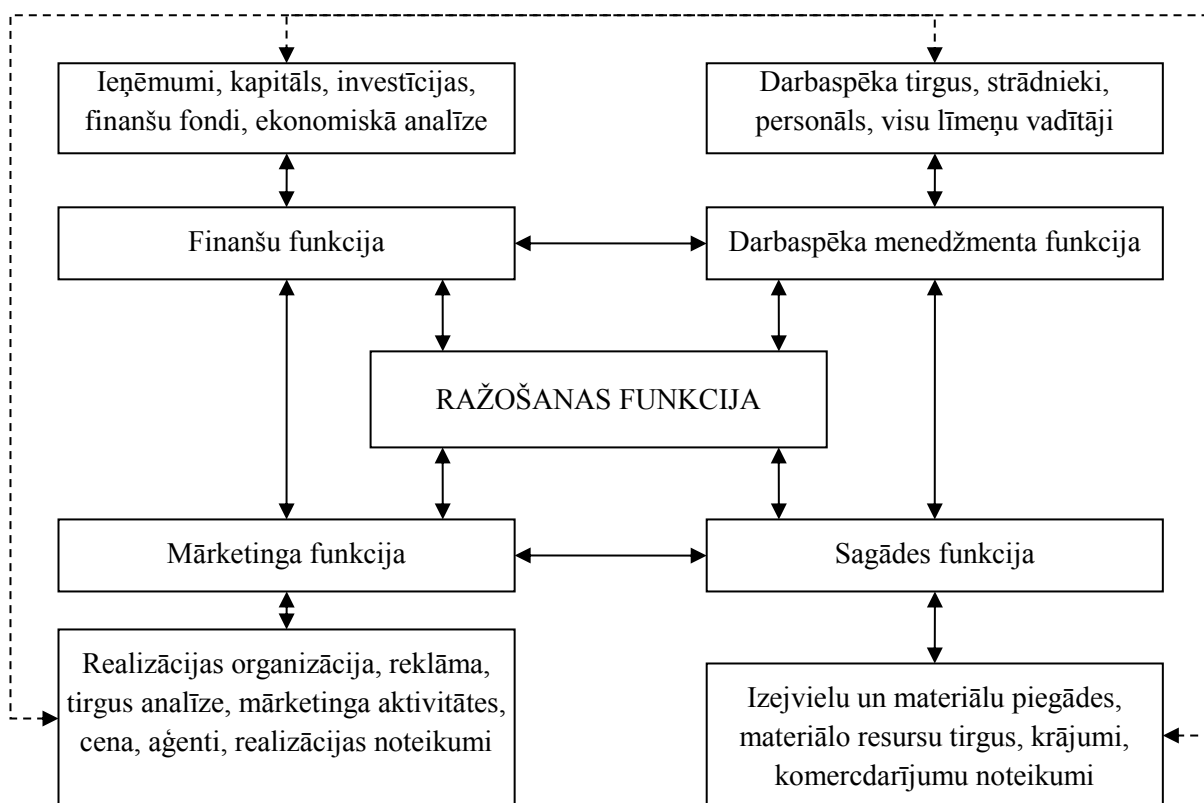 Ieņēmumi, kapitāls, investīcijas,
finanšu fondi, ekonomiskā analīze
Darbaspēka tirgus, strādnieki,
personāls, visu līmeņu vadītāji
Finanšu funkcija
Darbaspēka menedžmenta funkcija
RAŽOŠANAS FUNKCIJA
Mārketinga funkcija
Sagādes funkcija
Realizācijas organizācija, reklāma,
tirgus analīze, mārketinga aktivitātes,
cena, aģenti, realizācijas noteikumi
Izejvielu un materiālu piegādes,
materiālo resursu tirgus, krājumi,
komercdarījumu noteikumi